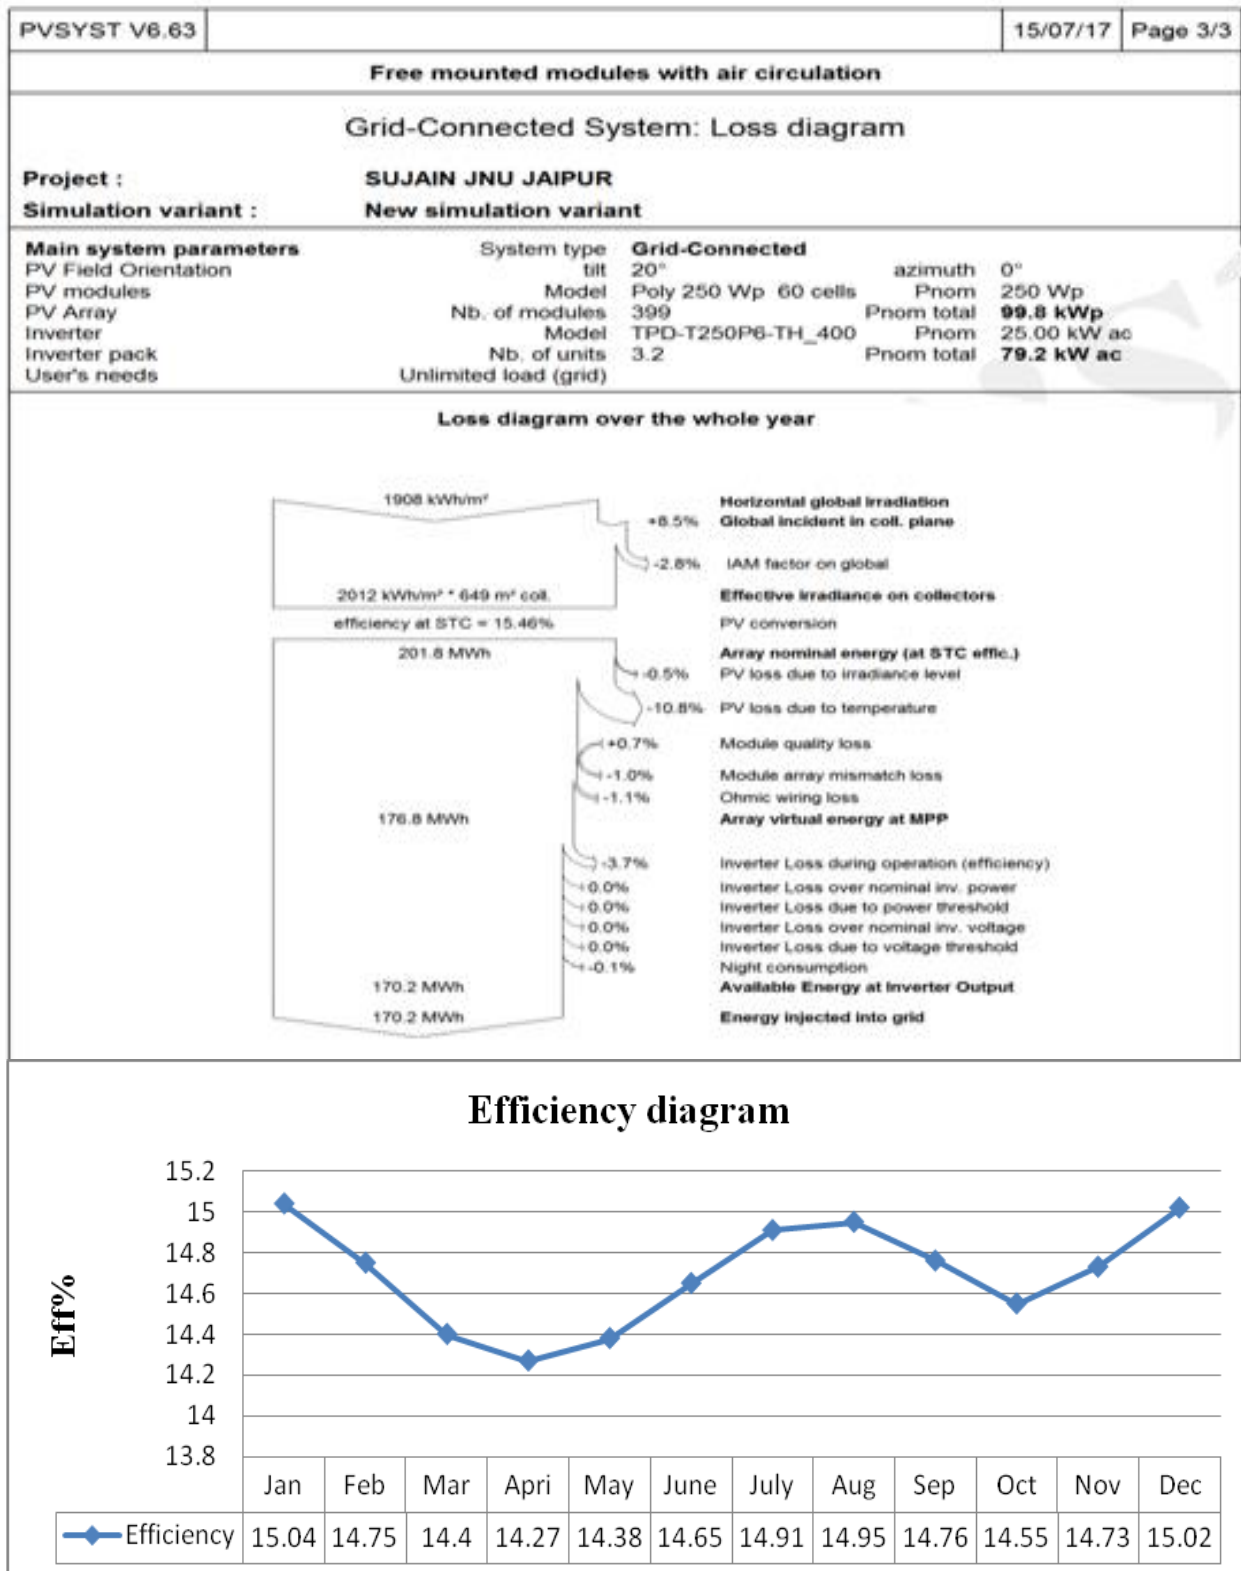 PVSYST V6.63 15/07/17 Page 3/3
Free mounted modules with air circulation
Grid-Connected System: Loss diagram
Project : SUJAIN JNU JAIPUR
Simulation variant : New simulation variant
Main system parameters System type Grid-Connected
PV Field Orientation tilt 20° azimuth 0°
PV modules Model Poly 250 Wp 60 cells Pnom 250 Wp
PV Array Nb. of modules 399 Pnom total 99.8 kWp
Inverter Model TPD-T250P6-TH_400 Pnom 25.00 kW ac
Inverter pack Nb. of units 3.2 Pnom total 79.2 kW ac
User's needs Unlimited load (grid)
Loss diagram over the whole year
1908 kWh/m² Horizontal global irradiation
+8.5% Global incident in coll. plane
-2.8% IAM factor on global
2012 kWh/m² * 649 m² coll. Effective irradiance on collectors
efficiency at STC = 15.46% PV conversion
201.8 MWh Array nominal energy (at STC effic.)
-0.5% PV loss due to irradiance level
-10.8% PV loss due to temperature
+0.7% Module quality loss
-1.0% Module array mismatch loss
-1.1% Ohmic wiring loss
176.8 MWh Array virtual energy at MPP
-3.7% Inverter Loss during operation (efficiency)
0.0% Inverter Loss over nominal inv. power
0.0% Inverter Loss due to power threshold
0.0% Inverter Loss over nominal inv. voltage
0.0% Inverter Loss due to voltage threshold
-0.1% Night consumption
170.2 MWh Available Energy at Inverter Output
170.2 MWh Energy injected into grid
Efficiency diagram
Eff%
15.2
15
14.8
14.6
14.4
14.2
14
13.8
Jan Feb Mar Apri May June July Aug Sep Oct Nov Dec
Efficiency 15.04 14.75 14.4 14.27 14.38 14.65 14.91 14.95 14.76 14.55 14.73 15.02